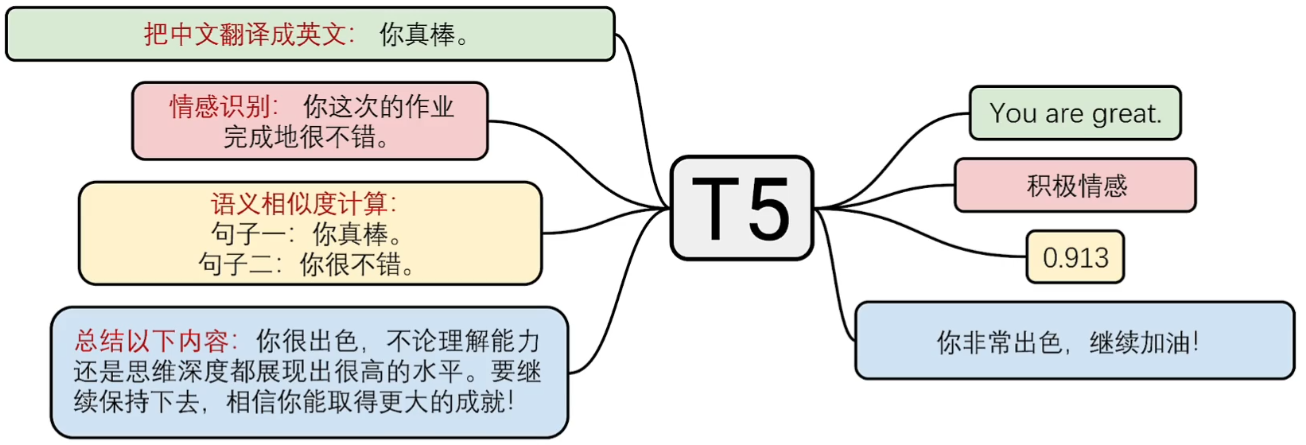 把中文翻译成英文： 你真棒。
情感识别： 你这次的作业
完成地很不错。
语义相似度计算：
句子一：你真棒。
句子二：你很不错。
总结以下内容：你很出色，不论理解能力
还是思维深度都展现出很高的水平。要继
续保持下去，相信你能取得更大的成就！
T5
You are great.
积极情感
0.913
你非常出色，继续加油！